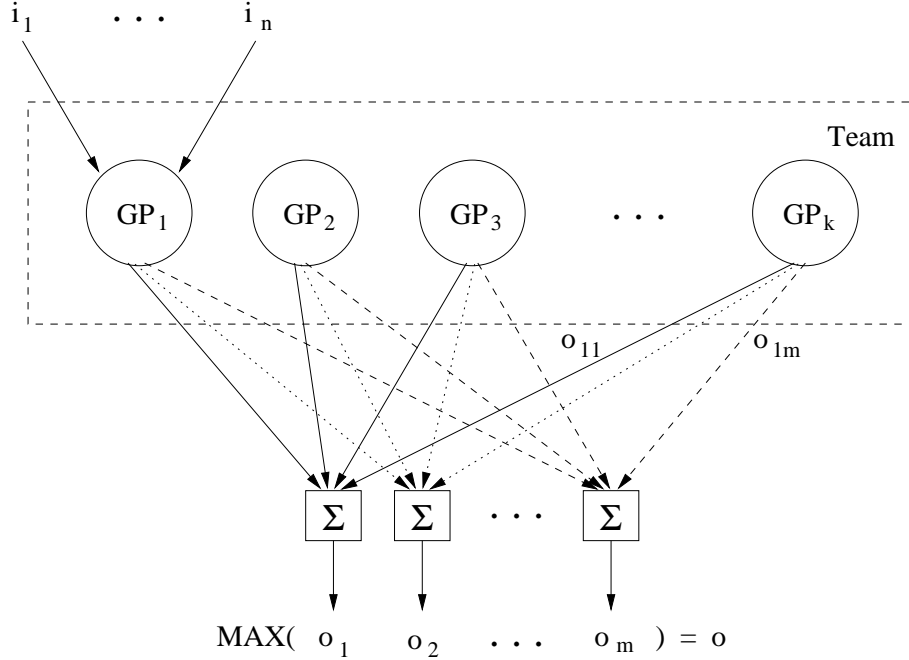 i1 . . . in
Team
GP1 GP2 GP3 . . . GPk
o11 o1m
Σ Σ . . . Σ
MAX( o1 o2 . . . om ) = o